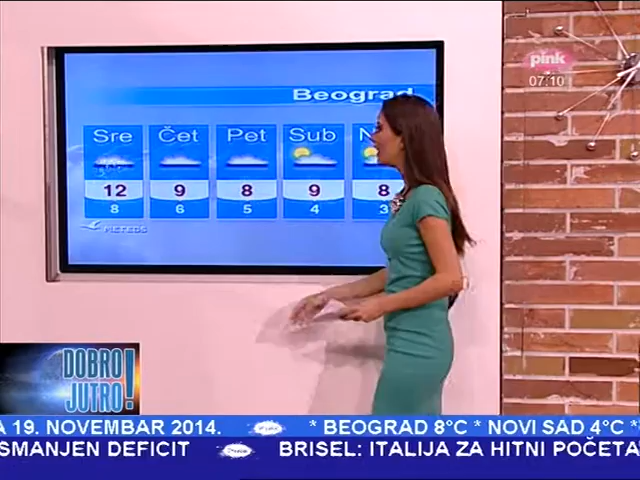 pink
07:10
Beograd
Sre Čet Pet Sub N
12 9 8 9 8
8 6 5 4 3
METEOS
DOBRO
JUTRO!
A 19. NOVEMBAR 2014. * BEOGRAD 8°C * NOVI SAD 4°C *
SMANJEN DEFICIT BRISEL: ITALIJA ZA HITNI POČETA